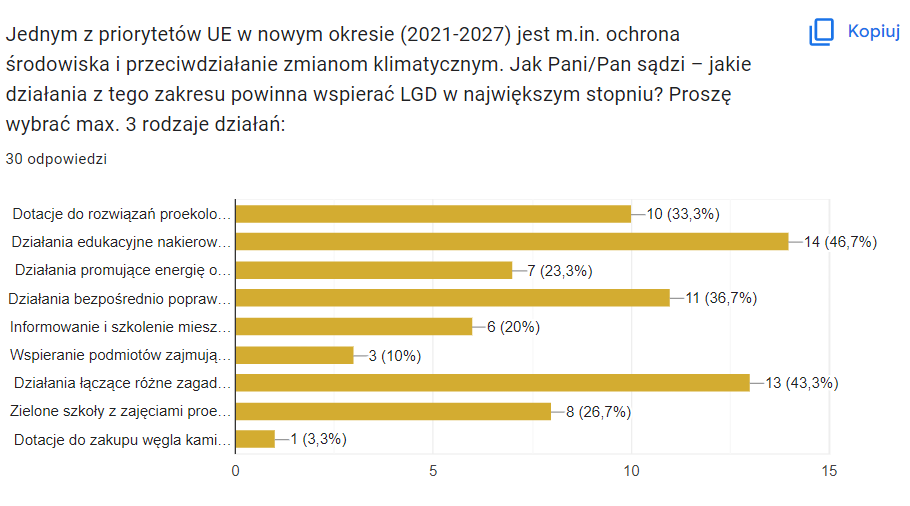 Jednym z priorytetów UE w nowym okresie (2021-2027) jest m.in. ochrona
Kopiuj
środowiska i przeciwdziałanie zmianom klimatycznym. Jak Pani/Pan sądzi – jakie
działania z tego zakresu powinna wspierać LGD w największym stopniu? Proszę
wybrać max. 3 rodzaje działań:
30 odpowiedzi
Dotacje do rozwiązań proekolo… 10 (33,3%)
Działania edukacyjne nakierow… 14 (46,7%)
Działania promujące energię o… 7 (23,3%)
Działania bezpośrednio popraw… 11 (36,7%)
Informowanie i szkolenie miesz… 6 (20%)
Wspieranie podmiotów zajmują… 3 (10%)
Działania łączące różne zagad… 13 (43,3%)
Zielone szkoły z zajęciami proe… 8 (26,7%)
Dotacje do zakupu węgla kami… 1 (3,3%)
0 5 10 15